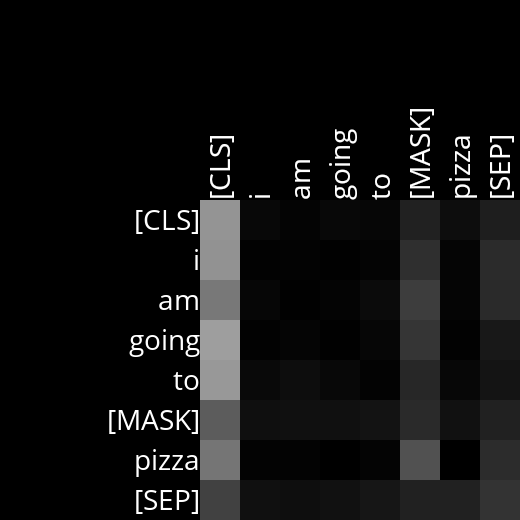 [CLS] i am going to [MASK] pizza [SEP]
[CLS]
i
am
going
to
[MASK]
pizza
[SEP]